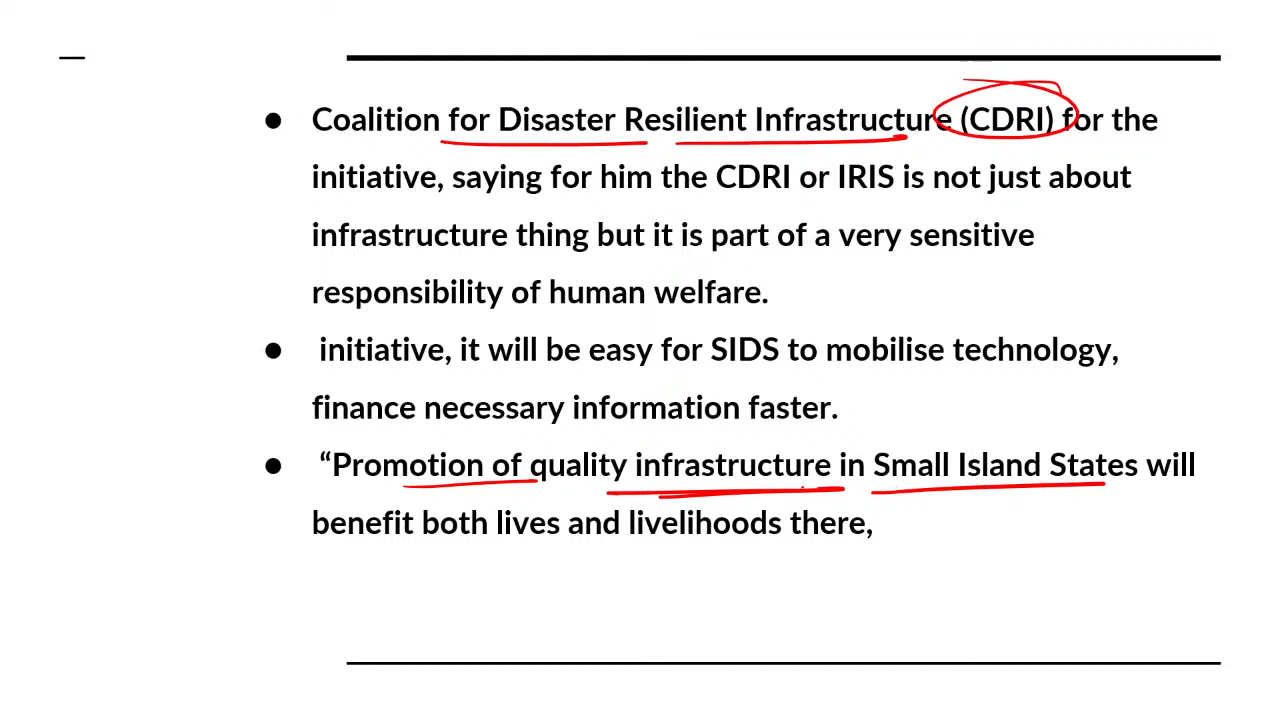 ● Coalition for Disaster Resilient Infrastructure (CDRI) for the
initiative, saying for him the CDRI or IRIS is not just about
infrastructure thing but it is part of a very sensitive
responsibility of human welfare.
● initiative, it will be easy for SIDS to mobilise technology,
finance necessary information faster.
● “Promotion of quality infrastructure in Small Island States will
benefit both lives and livelihoods there,